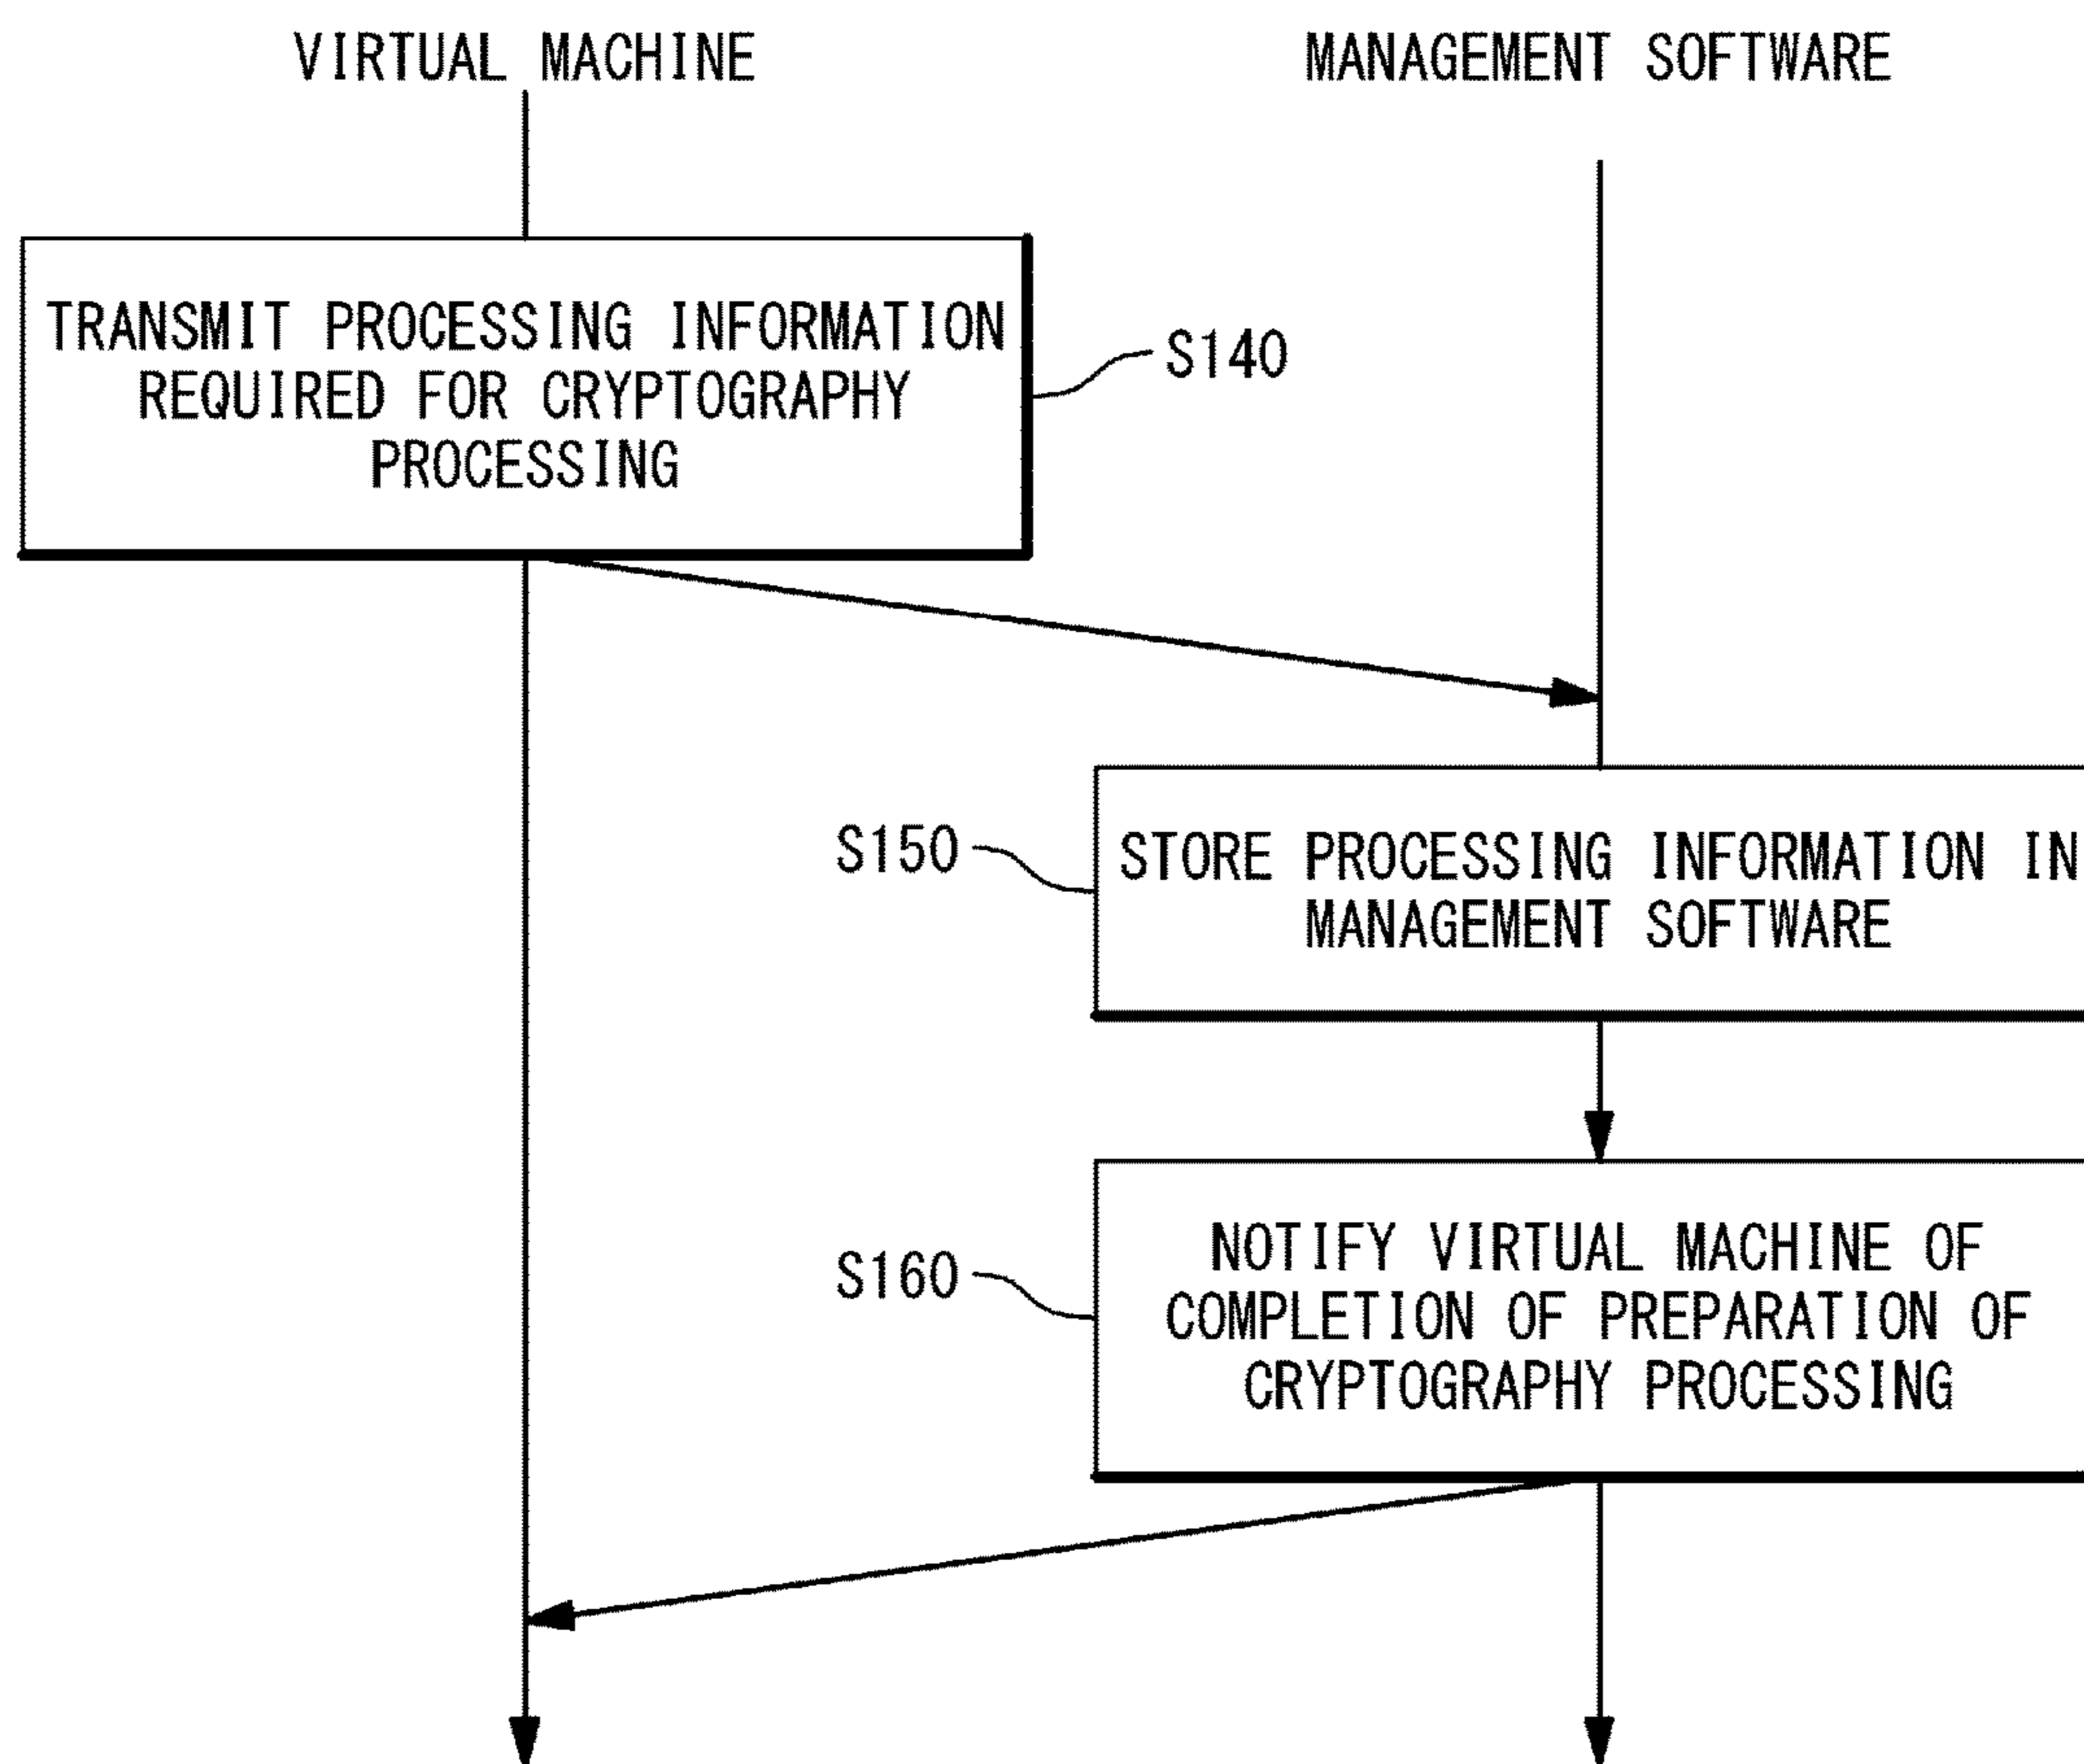 VIRTUAL MACHINE
MANAGEMENT SOFTWARE
TRANSMIT PROCESSING INFORMATION
REQUIRED FOR CRYPTOGRAPHY
PROCESSING
S140
S150
STORE PROCESSING INFORMATION IN
MANAGEMENT SOFTWARE
S160
NOTIFY VIRTUAL MACHINE OF
COMPLETION OF PREPARATION OF
CRYPTOGRAPHY PROCESSING